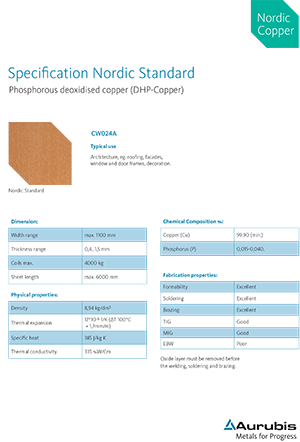 Nordic
Copper
Specification Nordic Standard
Phosphorous deoxidised copper (DHP-Copper)
CW024A
Typical use
Architecture, eg. roofing, facades,
window and door frames, decoration.
Nordic Standard
Dimension:
Width range max. 1100 mm
Thickness range 0,4..1,5 mm
Coils max. 4000 kg
Sheet length max. 6000 mm
Physical properties:
Density 8,94 kg/dm³
Thermal expansion (ΔT 100°C
= 1,7mm/m)
Specific heat 385 J/kg K
Thermal conductivity 335 W/Cm
Chemical Composition %:
Copper (Cu) 99.90 (min.)
Phosphorus (P) 0,015-0,040.
Fabrication properties:
Formability Excellent
Soldering Excellent
Brazing Excellent
TIG Good
MIG Good
EBW Poor
Oxide layer must be removed before
the welding, soldering and brazing.
Aurubis
Metals for Progress